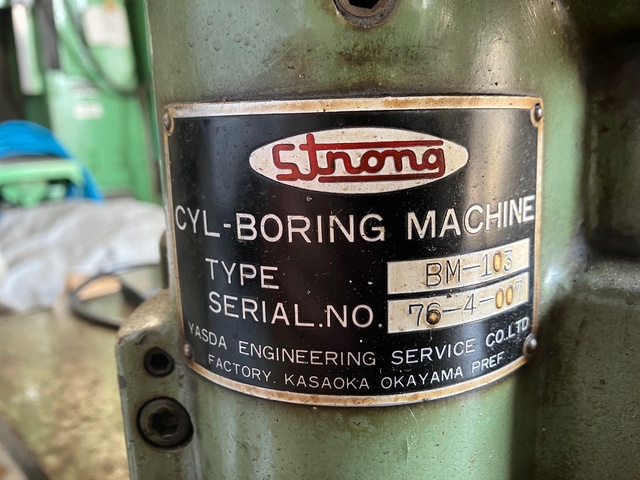 Strong
CYL-BORING MACHINE
TYPE BM-103
SERIAL.NO. 76-4-007
YASDA ENGINEERING SERVICE CO.LTD.
FACTORY. KASAOKA OKAYAMA PREF.